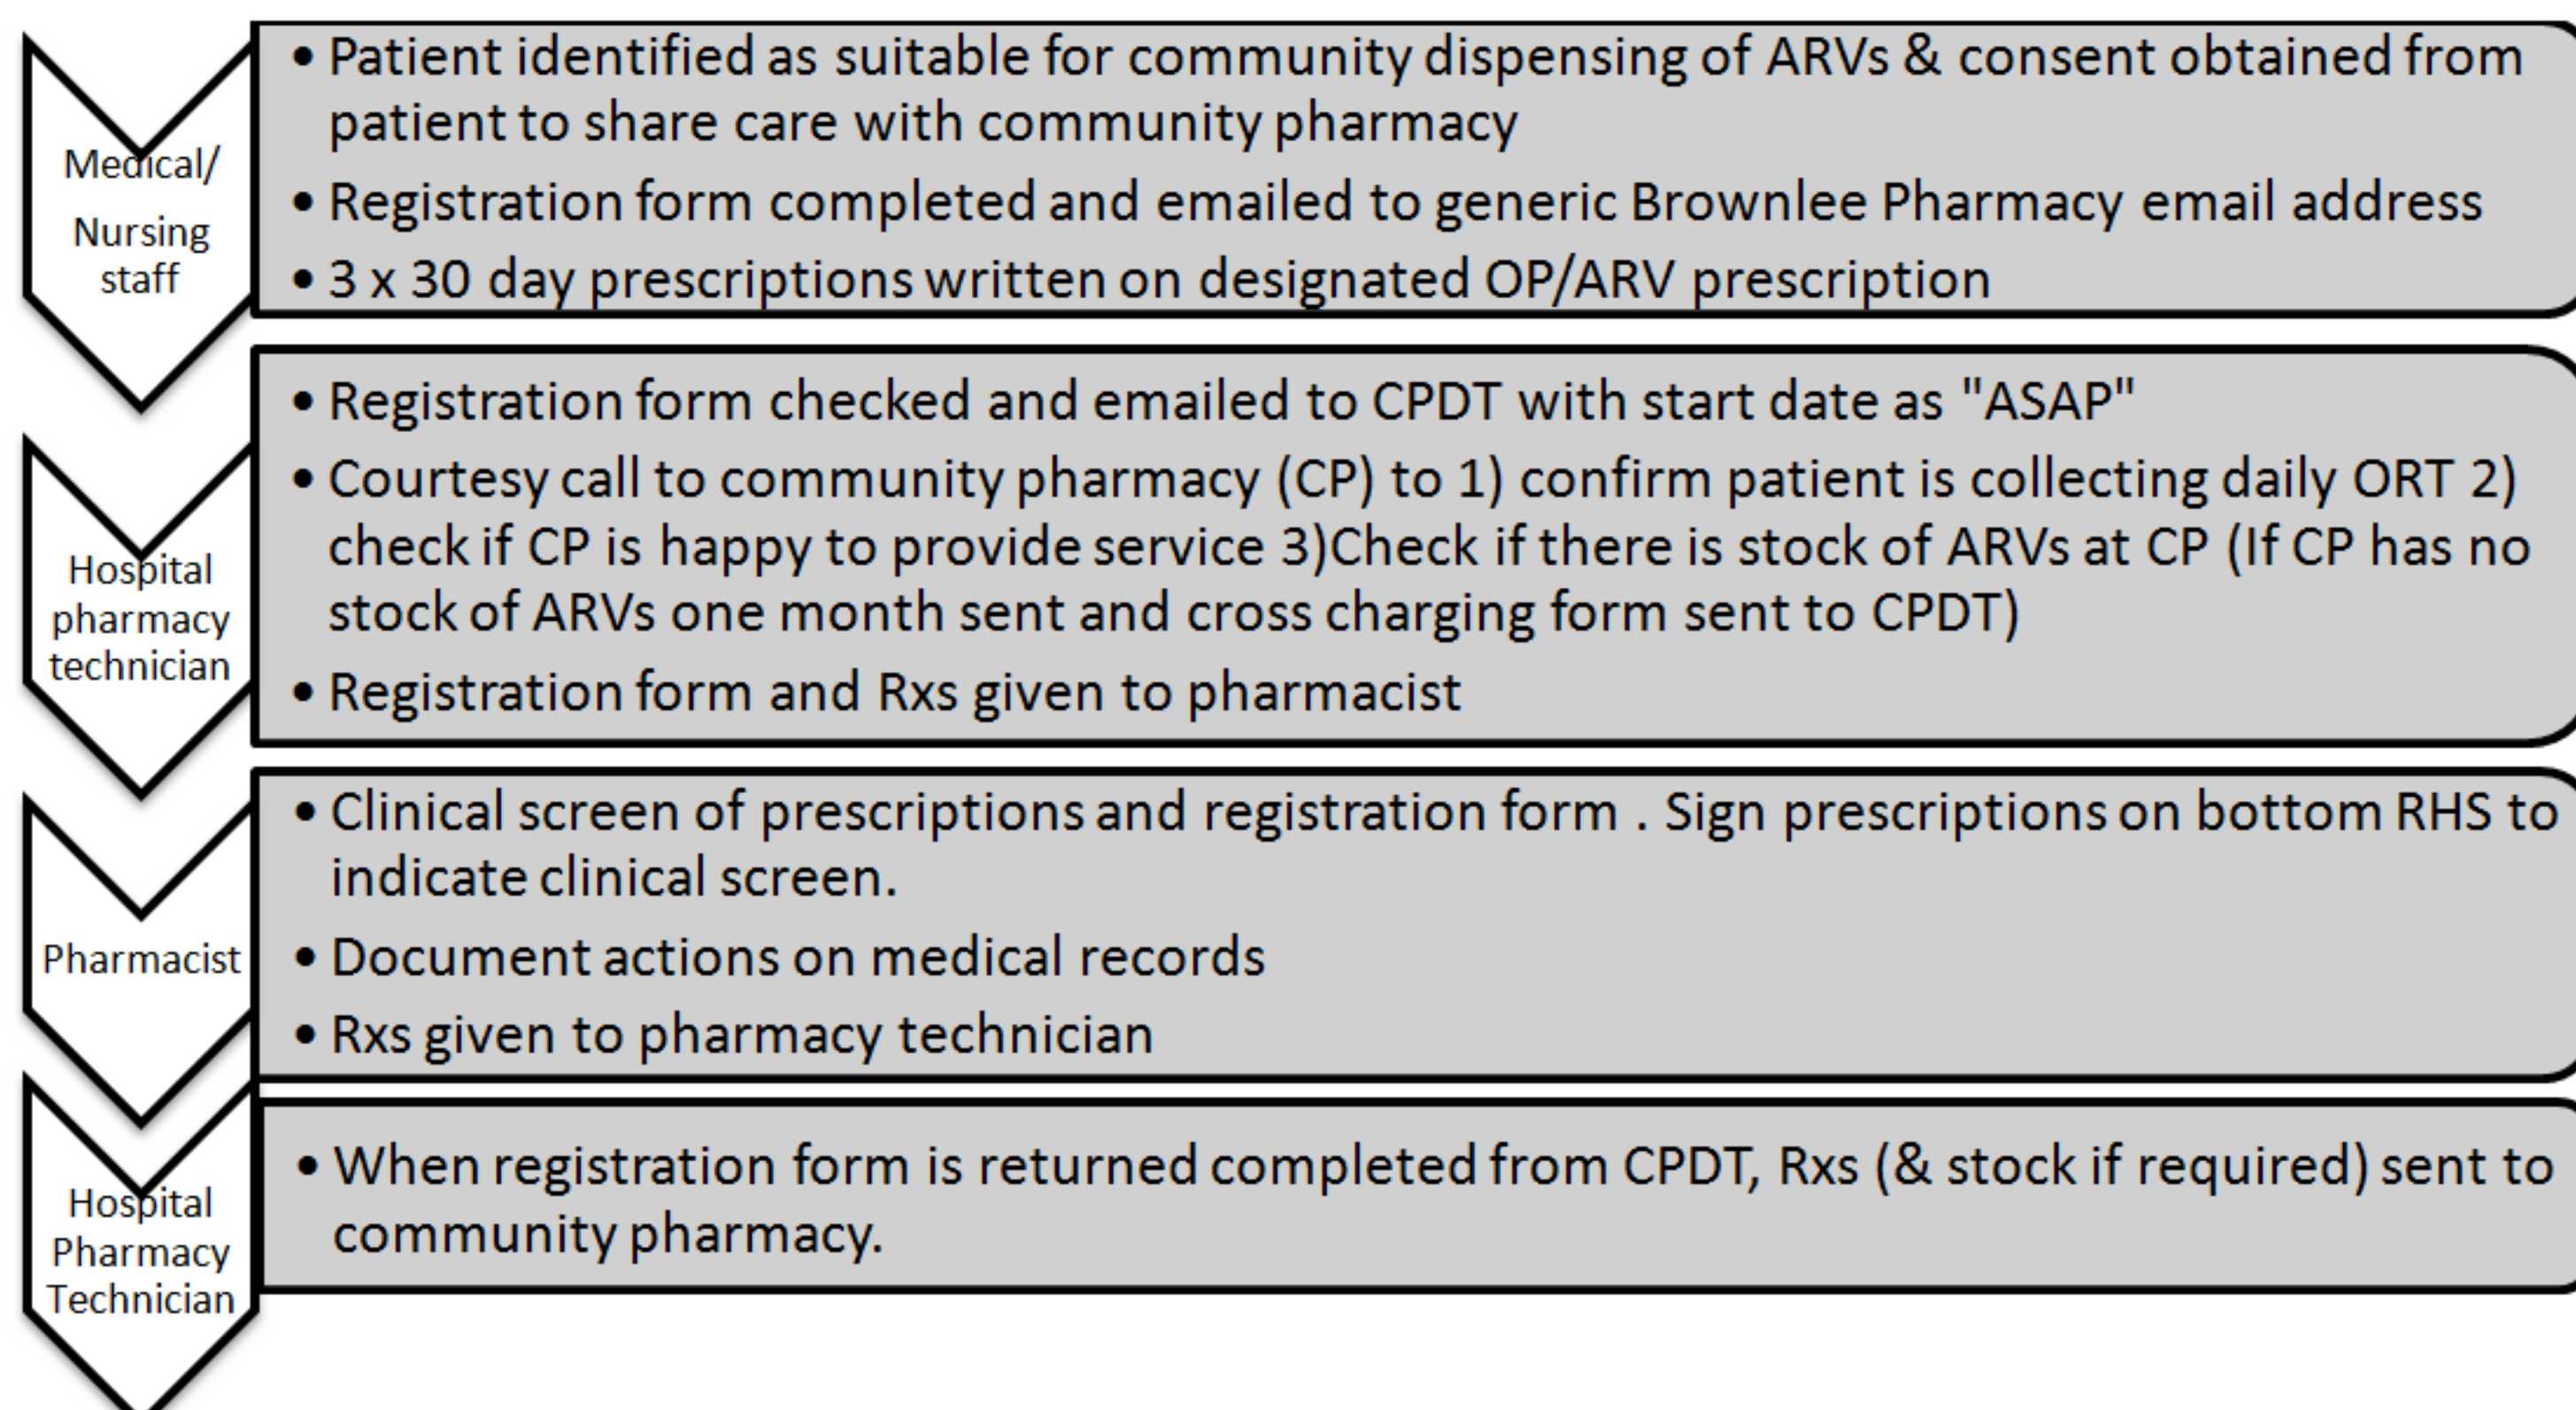 Medical/
Nursing
staff
• Patient identified as suitable for community dispensing of ARVs & consent obtained from
patient to share care with community pharmacy
• Registration form completed and emailed to generic Brownlee Pharmacy email address
• 3 x 30 day prescriptions written on designated OP/ARV prescription
Hospital
pharmacy
technician
• Registration form checked and emailed to CPDT with start date as "ASAP"
• Courtesy call to community pharmacy (CP) to 1) confirm patient is collecting daily ORT 2)
check if CP is happy to provide service 3)Check if there is stock of ARVs at CP (If CP has no
stock of ARVs one month sent and cross charging form sent to CPDT)
• Registration form and Rxs given to pharmacist
Pharmacist
• Clinical screen of prescriptions and registration form . Sign prescriptions on bottom RHS to
indicate clinical screen.
• Document actions on medical records
• Rxs given to pharmacy technician
Hospital
Pharmacy
Technician
• When registration form is returned completed from CPDT, Rxs (& stock if required) sent to
community pharmacy.